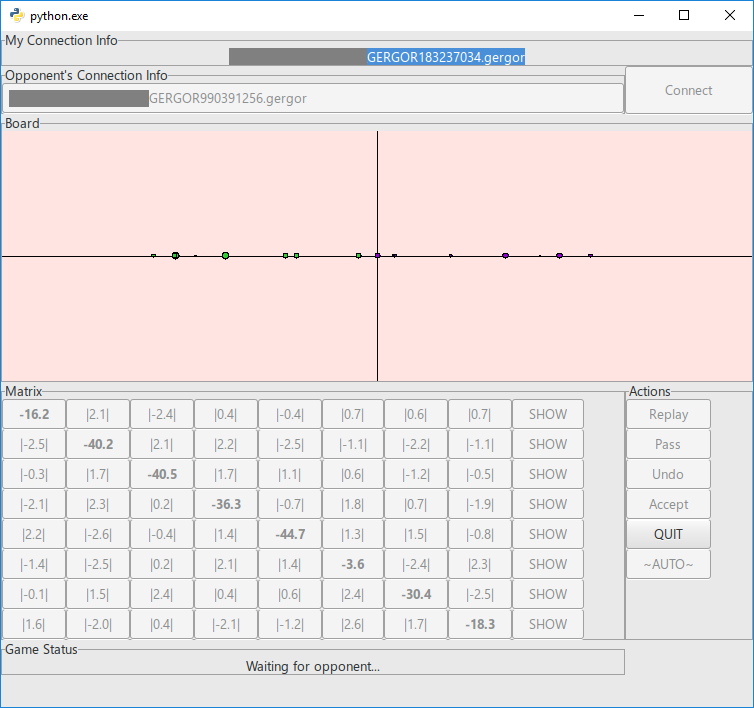 python.exe
My Connection Info
GERGOR183237034.gergor
Opponent's Connection Info
GERGOR990391256.gergor
Connect
Board
Matrix
-16.2 |2.1| |-2.4| |0.4| |-0.4| |0.7| |0.6| |0.7| SHOW
|-2.5| -40.2 |2.1| |2.2| |-2.5| |-1.1| |-2.2| |-1.1| SHOW
|-0.3| |1.7| -40.5 |1.7| |1.1| |0.6| |-1.2| |-0.5| SHOW
|-2.1| |2.3| |0.2| -36.3 |-0.7| |1.8| |0.7| |-1.9| SHOW
|2.2| |-2.6| |-0.4| |1.4| -44.7 |1.3| |1.5| |-0.8| SHOW
|-1.4| |-2.5| |0.2| |2.1| |1.4| -3.6 |-2.4| |2.3| SHOW
|-0.1| |1.5| |2.4| |0.4| |0.6| |2.4| -30.4 |-2.5| SHOW
|1.6| |-2.0| |0.4| |-2.1| |-1.2| |2.6| |1.7| -18.3 SHOW
Actions
Replay
Pass
Undo
Accept
QUIT
~AUTO~
Game Status
Waiting for opponent...